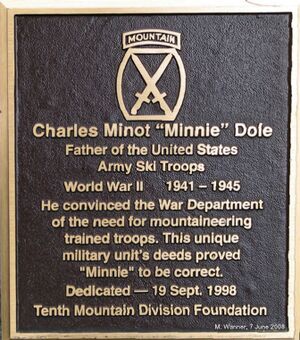 MOUNTAIN
Charles Minot "Minnie" Dole
Father of the United States
Army Ski Troops
World War II 1941 – 1945
He convinced the War Department
of the need for mountaineering
trained troops. This unique
military unit's deeds proved
"Minnie" to be correct.
Dedicated — 19 Sept. 1998
Tenth Mountain Division Foundation
M. Wanner, 7 June 2008